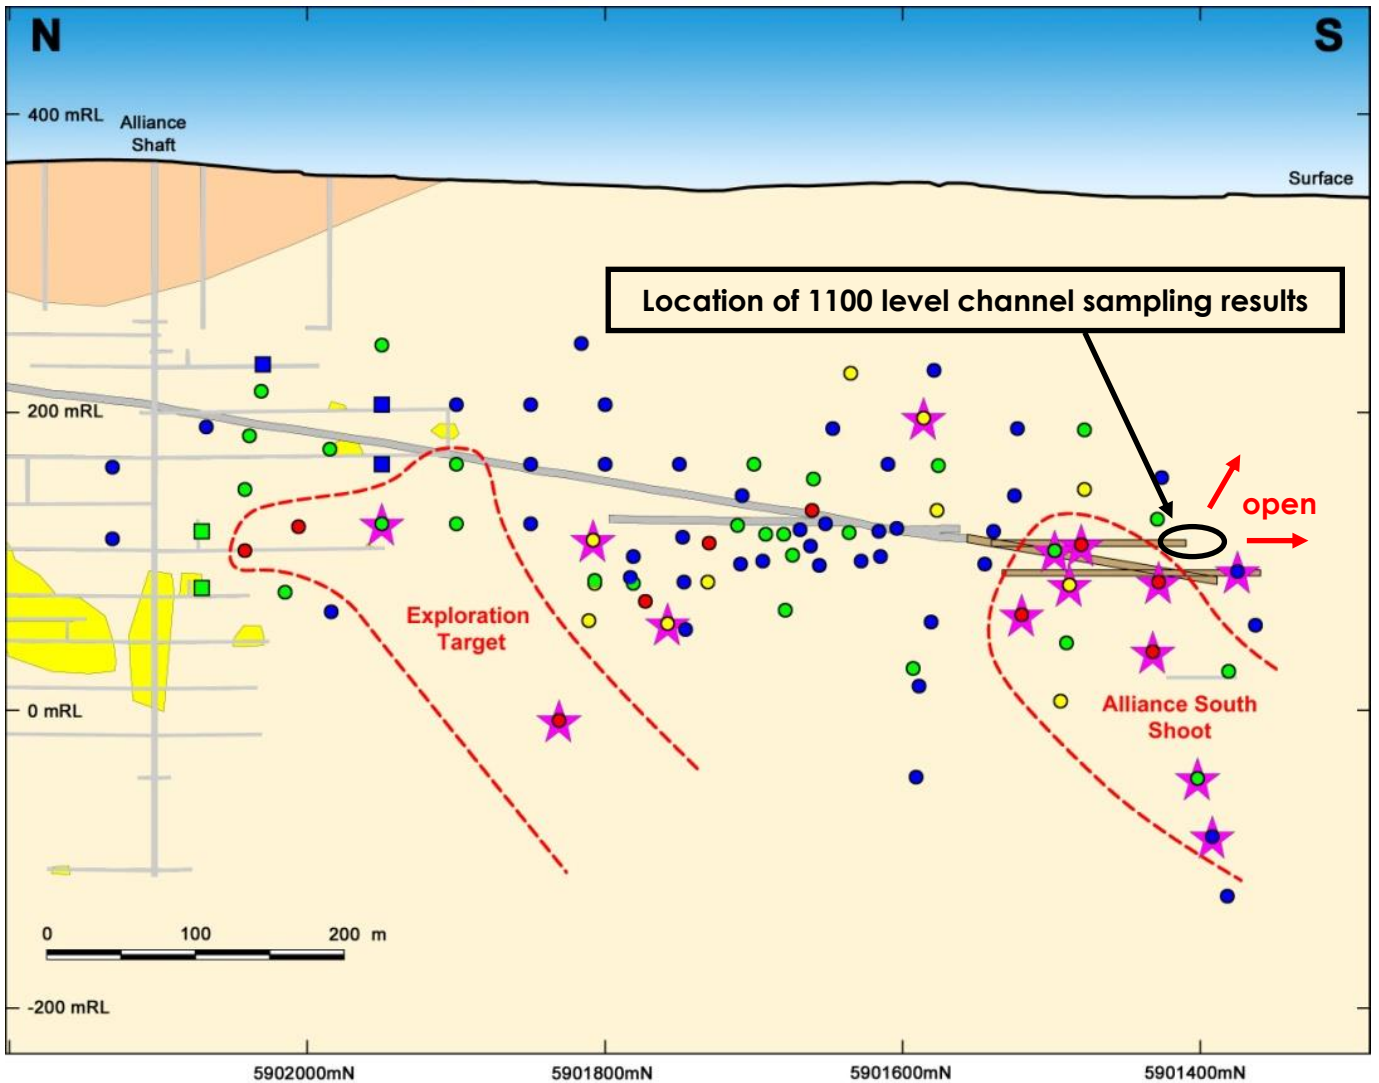 N
S
400 mRL
Alliance
Shaft
Surface
Location of 1100 level channel sampling results
200 mRL
open
Exploration
Target
0 mRL
Alliance South
Shoot
0 100 200 m
-200 mRL
5902000mN 5901800mN 5901600mN 5901400mN